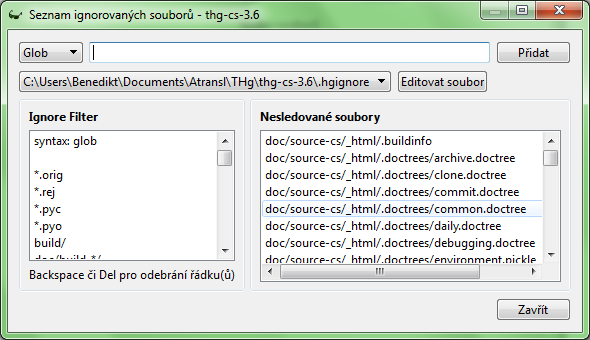 Seznam ignorovaných souborů - thg-cs-3.6
Glob
Přidat
C:\Users\Benedikt\Documents\Atransl\THg\thg-cs-3.6\.hgignore
Editovat soubor
Ignore Filter
syntax: glob
*.orig
*.rej
*.pyc
*.pyo
build/
doc/build-*/
Backspace či Del pro odebrání řádku(ů)
Nesledované soubory
doc/source-cs/_html/.buildinfo
doc/source-cs/_html/.doctrees/archive.doctree
doc/source-cs/_html/.doctrees/clone.doctree
doc/source-cs/_html/.doctrees/commit.doctree
doc/source-cs/_html/.doctrees/common.doctree
doc/source-cs/_html/.doctrees/daily.doctree
doc/source-cs/_html/.doctrees/debugging.doctree
doc/source-cs/_html/.doctrees/environment.pickle
Zavřít